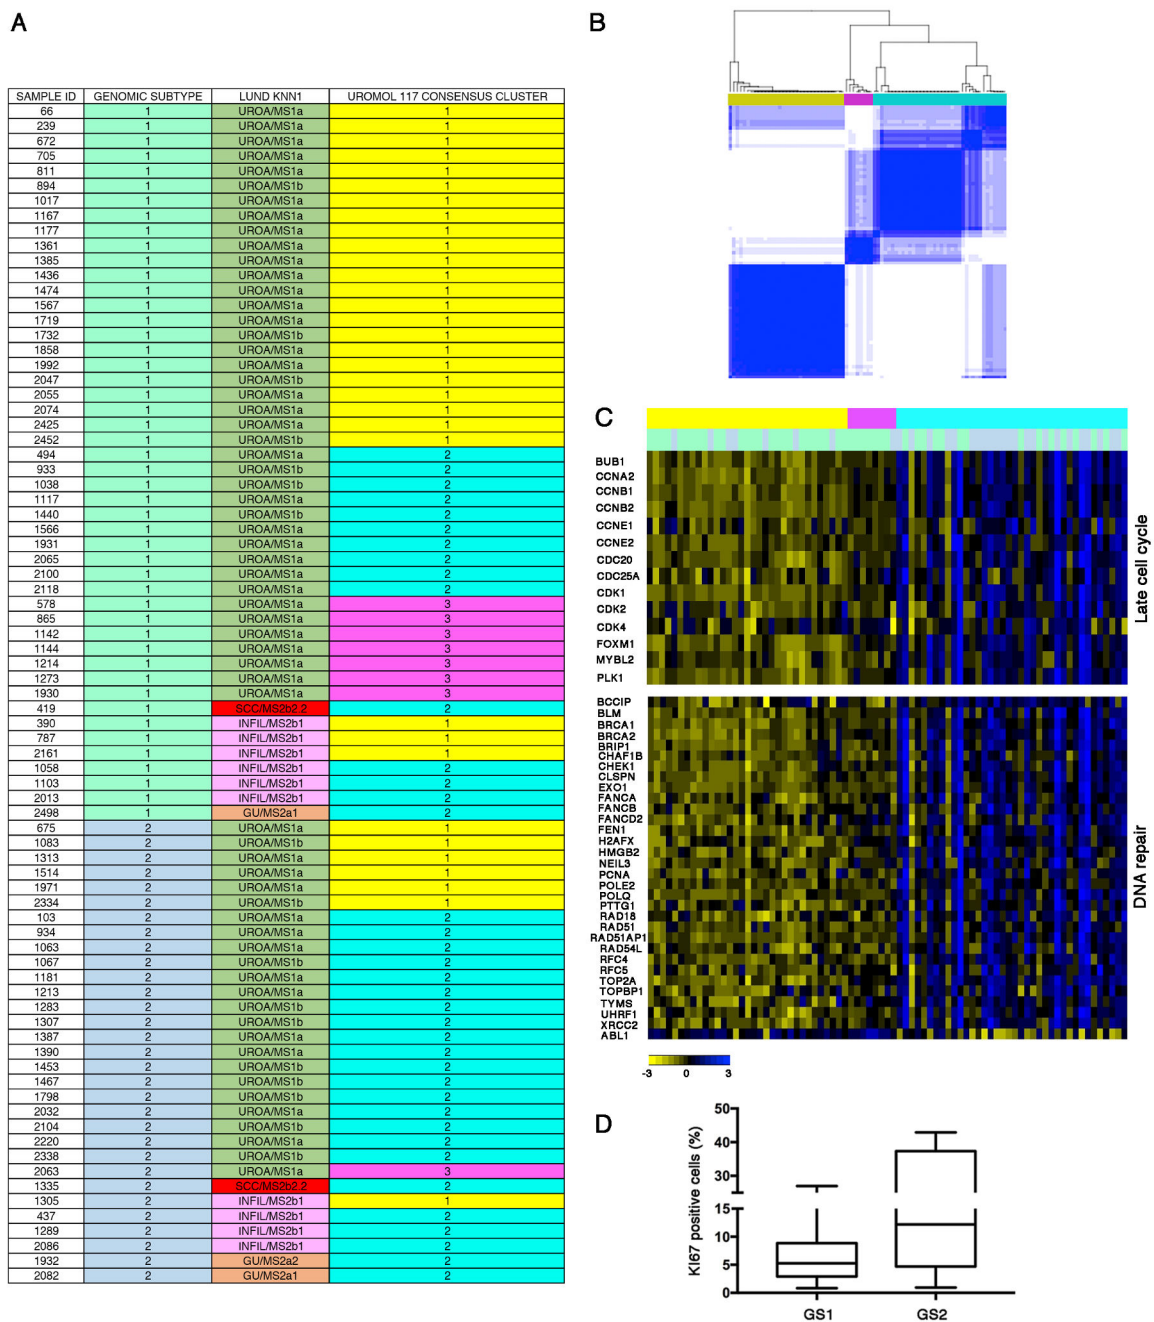 A
SAMPLE ID GENOMIC SUBTYPE LUND KNN1 UROMOL 117 CONSENSUS CLUSTER
66 1 UROA/MS1a 1
239 1 UROA/MS1a 1
672 1 UROA/MS1a 1
705 1 UROA/MS1a 1
811 1 UROA/MS1a 1
894 1 UROA/MS1b 1
1017 1 UROA/MS1a 1
1167 1 UROA/MS1a 1
1177 1 UROA/MS1a 1
1361 1 UROA/MS1a 1
1385 1 UROA/MS1a 1
1436 1 UROA/MS1a 1
1474 1 UROA/MS1a 1
1567 1 UROA/MS1a 1
1719 1 UROA/MS1a 1
1732 1 UROA/MS1b 1
1858 1 UROA/MS1a 1
1992 1 UROA/MS1a 1
2047 1 UROA/MS1b 1
2055 1 UROA/MS1a 1
2074 1 UROA/MS1a 1
2425 1 UROA/MS1a 1
2452 1 UROA/MS1b 1
494 1 UROA/MS1a 2
933 1 UROA/MS1b 2
1038 1 UROA/MS1b 2
1117 1 UROA/MS1a 2
1440 1 UROA/MS1b 2
1566 1 UROA/MS1a 2
1931 1 UROA/MS1a 2
2065 1 UROA/MS1a 2
2100 1 UROA/MS1a 2
2118 1 UROA/MS1a 2
578 1 UROA/MS1a 3
865 1 UROA/MS1a 3
1142 1 UROA/MS1a 3
1144 1 UROA/MS1a 3
1214 1 UROA/MS1a 3
1273 1 UROA/MS1a 3
1930 1 UROA/MS1a 3
419 1 SCC/MS2b2.2 2
390 1 INFIL/MS2b1 1
787 1 INFIL/MS2b1 1
2161 1 INFIL/MS2b1 1
1058 1 INFIL/MS2b1 2
1103 1 INFIL/MS2b1 2
2013 1 INFIL/MS2b1 2
2498 1 GU/MS2a1 2
675 2 UROA/MS1a 1
1083 2 UROA/MS1b 1
1313 2 UROA/MS1a 1
1514 2 UROA/MS1a 1
1971 2 UROA/MS1a 1
2334 2 UROA/MS1b 1
103 2 UROA/MS1a 2
934 2 UROA/MS1a 2
1063 2 UROA/MS1a 2
1067 2 UROA/MS1b 2
1181 2 UROA/MS1a 2
1213 2 UROA/MS1a 2
1283 2 UROA/MS1b 2
1307 2 UROA/MS1b 2
1387 2 UROA/MS1a 2
1390 2 UROA/MS1a 2
1453 2 UROA/MS1b 2
1467 2 UROA/MS1b 2
1798 2 UROA/MS1b 2
2032 2 UROA/MS1a 2
2104 2 UROA/MS1b 2
2220 2 UROA/MS1a 2
2338 2 UROA/MS1b 2
2063 2 UROA/MS1a 3
1335 2 SCC/MS2b2.2 2
1305 2 INFIL/MS2b1 1
437 2 INFIL/MS2b1 2
1289 2 INFIL/MS2b1 2
2086 2 INFIL/MS2b1 2
1932 2 GU/MS2a2 2
2082 2 GU/MS2a1 2
B
C
BUB1
CCNA2
CCNB1
CCNB2
CCNE1
CCNE2
CDC20
CDC25A
CDK1
CDK2
CDK4
FOXM1
MYBL2
PLK1
Late cell cycle
BCCIP
BLM
BRCA1
BRCA2
BRIP1
CHAF1B
CHEK1
CLSPN
EXO1
FANCA
FANCB
FANCD2
FEN1
H2AFX
HMGB2
NEIL3
PCNA
POLE2
POLQ
PTTG1
RAD18
RAD51
RAD51AP1
RAD54L
RFC4
RFC5
TOP2A
TOPBP1
TYMS
UHRF1
XRCC2
ABL1
DNA repair
-3 0 3
D
KI67 positive cells (%)
50
40
30
15
10
5
0
GS1 GS2